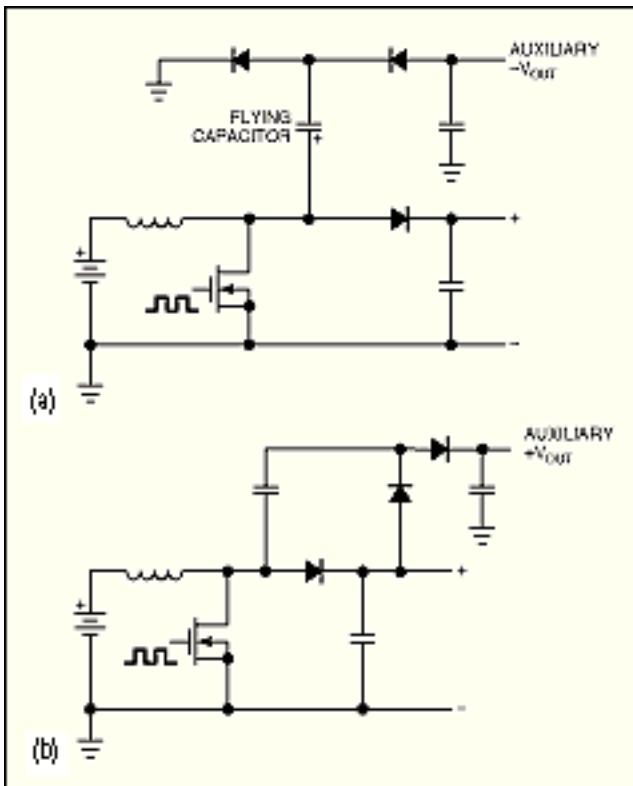 AUXILIARY
–VOUT
FLYING
CAPACITOR
+
+
+
–
(a)
AUXILIARY
+VOUT
+
+
–
(b)